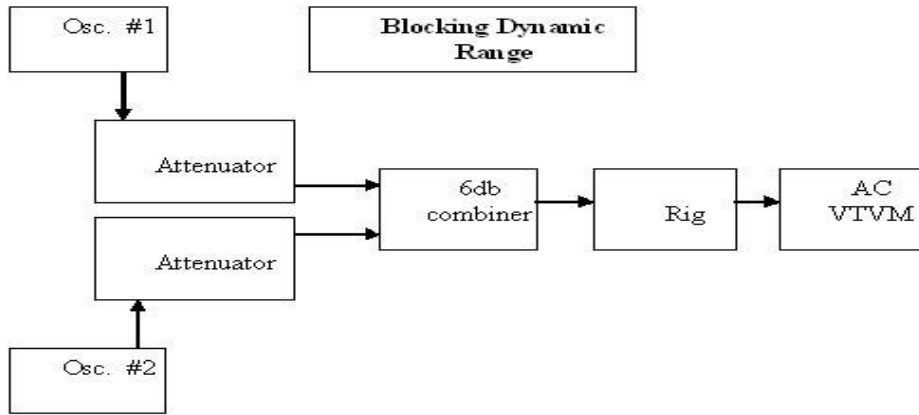 Osc. #1
Blocking Dynamic
Range
Attenuator
6db
combiner
Rig
AC
VTVM
Attenuator
Osc. #2